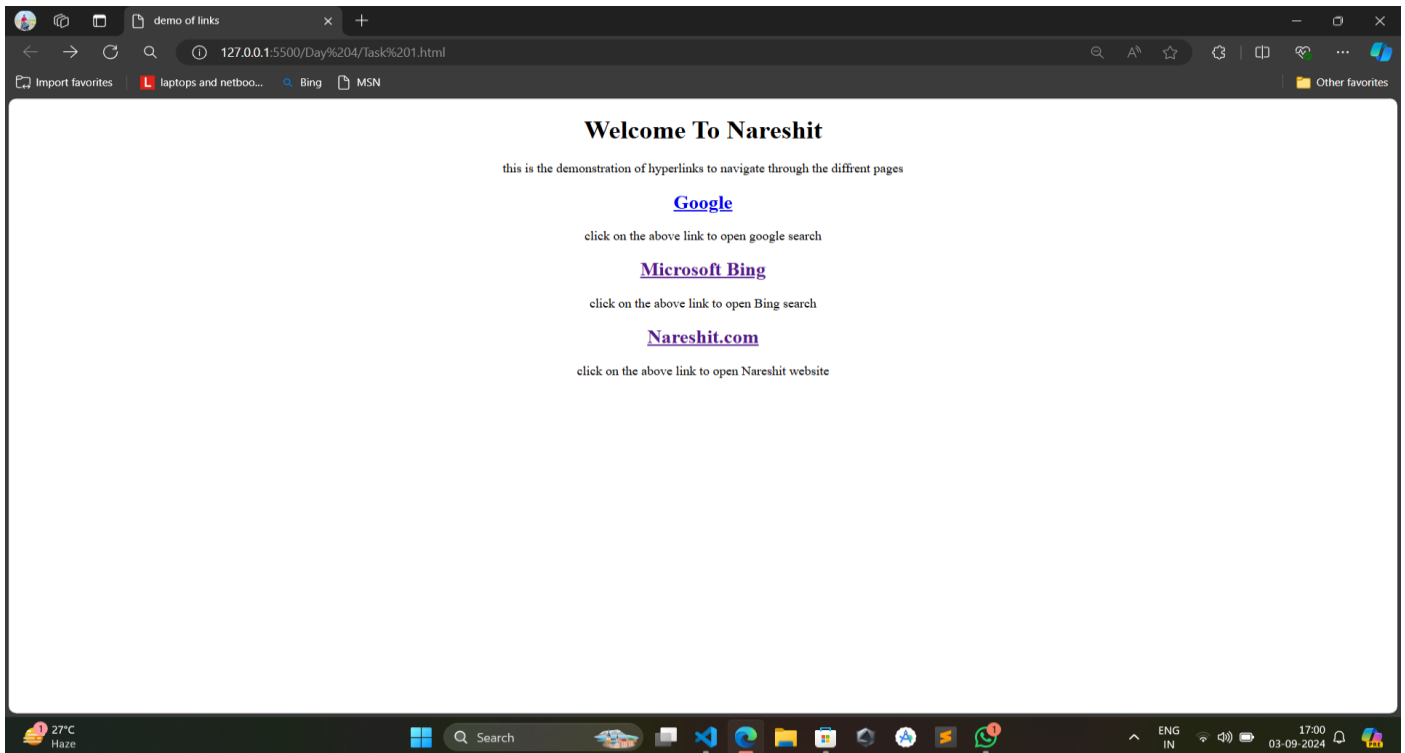 demo of links
127.0.0.1:5500/Day%204/Task%201.html
Import favorites L laptops and netboo... Bing MSN Other favorites
Welcome To Nareshit
this is the demonstration of hyperlinks to navigate through the diffrent pages
Google
click on the above link to open google search
Microsoft Bing
click on the above link to open Bing search
Nareshit.com
click on the above link to open Nareshit website
1 27°C
Haze
Search
ENG
IN
17:00
03-09-2024
PRE